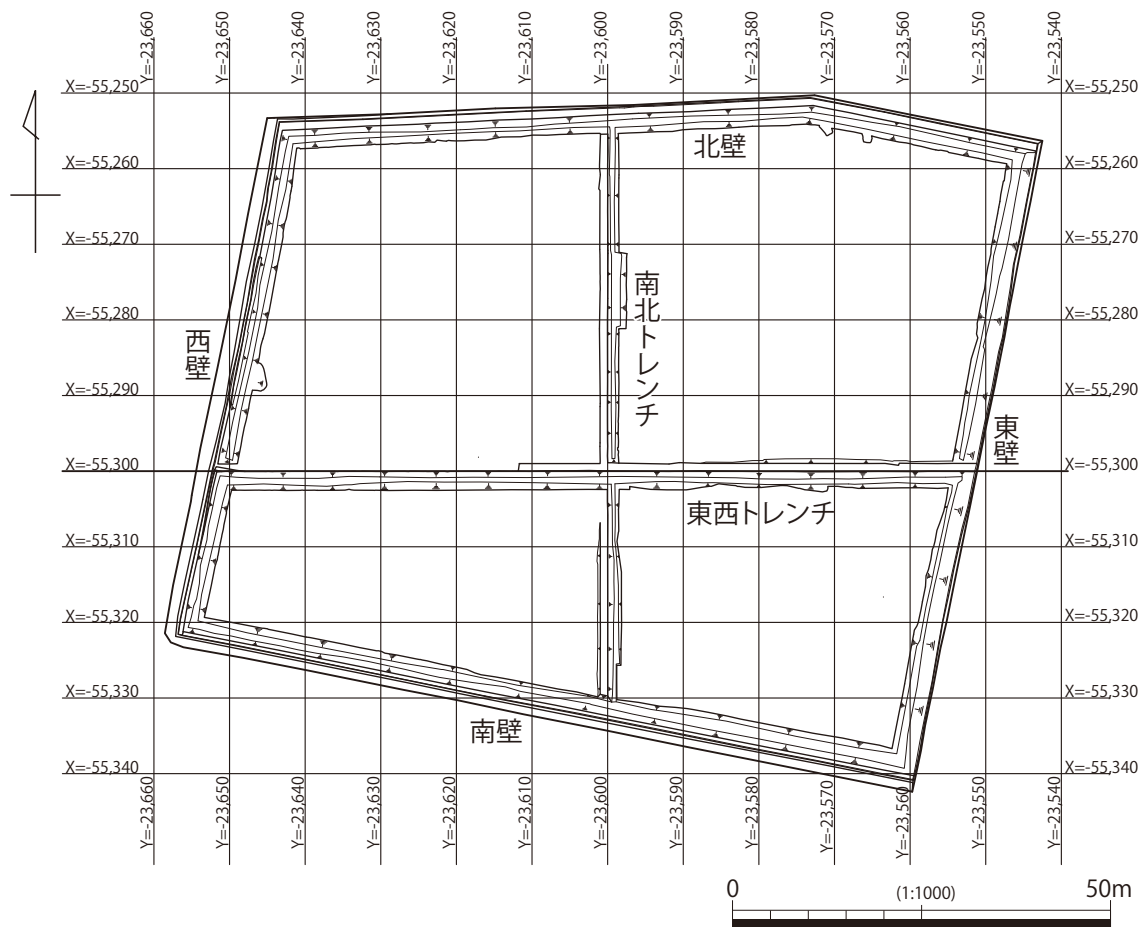 Y=-23,660
Y=-23,650
Y=-23,640
Y=-23,630
Y=-23,620
Y=-23,610
Y=-23,600
Y=-23,590
Y=-23,580
Y=-23,570
Y=-23,560
Y=-23,550
Y=-23,540
X=-55,250
X=-55,250
北壁
X=-55,260
X=-55,260
X=-55,270
X=-55,270
南北トレンチ
X=-55,280
X=-55,280
西壁
X=-55,290
X=-55,290
東壁
X=-55,300
X=-55,300
東西トレンチ
X=-55,310
X=-55,310
X=-55,320
X=-55,320
X=-55,330
X=-55,330
南壁
X=-55,340
X=-55,340
Y=-23,660
Y=-23,650
Y=-23,640
Y=-23,630
Y=-23,620
Y=-23,610
Y=-23,600
Y=-23,590
Y=-23,580
Y=-23,570
Y=-23,560
Y=-23,550
Y=-23,540
0 (1:1000) 50m